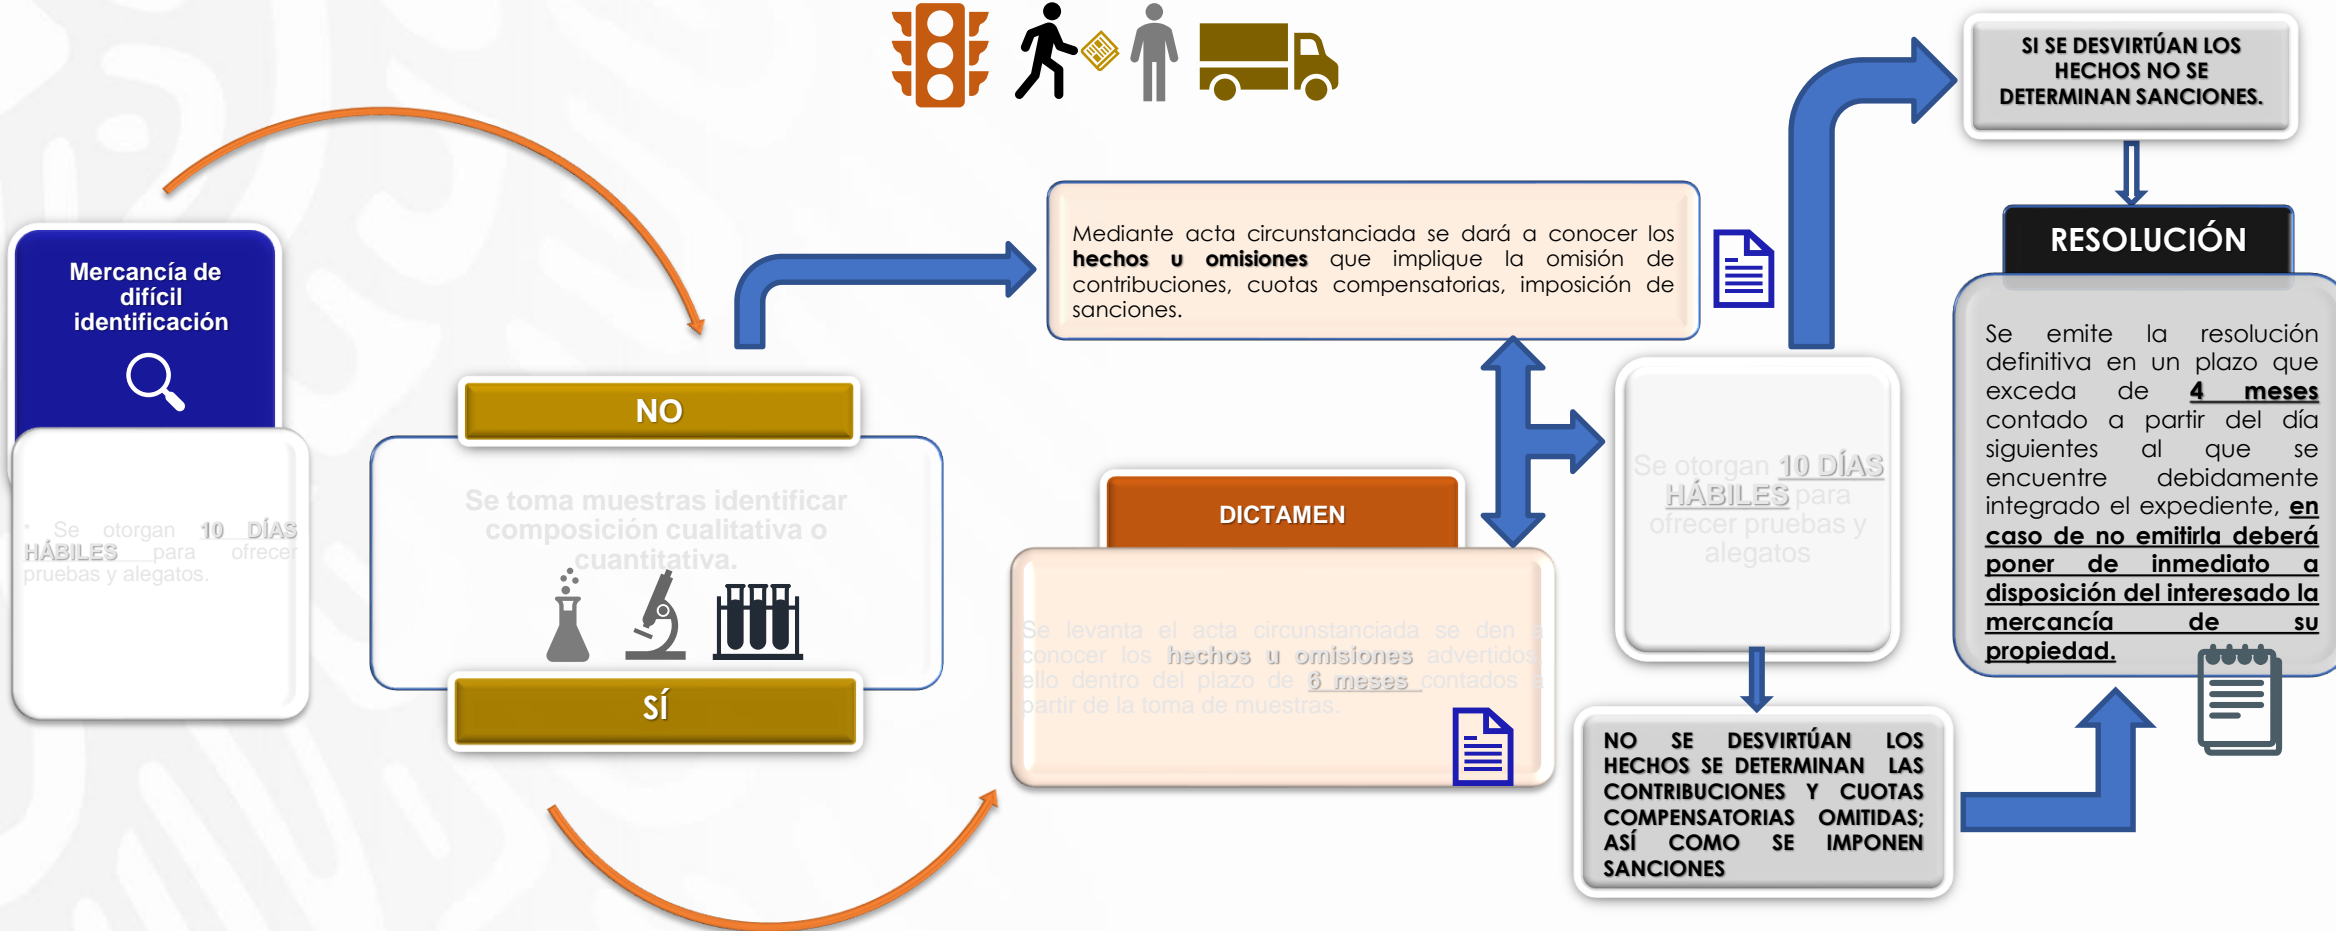 Mercancía de
difícil
identificación
* Se otorgan 10 DÍAS
HÁBILES para ofrecer
pruebas y alegatos.
NO
Se toma muestras identificar
composición cualitativa o
cuantitativa.
SÍ
Mediante acta circunstanciada se dará a conocer los
hechos u omisiones que implique la omisión de
contribuciones, cuotas compensatorias, imposición de
sanciones.
DICTAMEN
Se levanta el acta circunstanciada se den a
conocer los hechos u omisiones advertidos,
ello dentro del plazo de 6 meses contados a
partir de la toma de muestras.
Se otorgan 10 DÍAS
HÁBILES para
ofrecer pruebas y
alegatos
SI SE DESVIRTÚAN LOS
HECHOS NO SE
DETERMINAN SANCIONES.
NO SE DESVIRTÚAN LOS
HECHOS SE DETERMINAN LAS
CONTRIBUCIONES Y CUOTAS
COMPENSATORIAS OMITIDAS;
ASÍ COMO SE IMPONEN
SANCIONES
RESOLUCIÓN
Se emite la resolución
definitiva en un plazo que
exceda de 4 meses
contado a partir del día
siguientes al que se
encuentre debidamente
integrado el expediente, en
caso de no emitirla deberá
poner de inmediato a
disposición del interesado la
mercancía de su
propiedad.